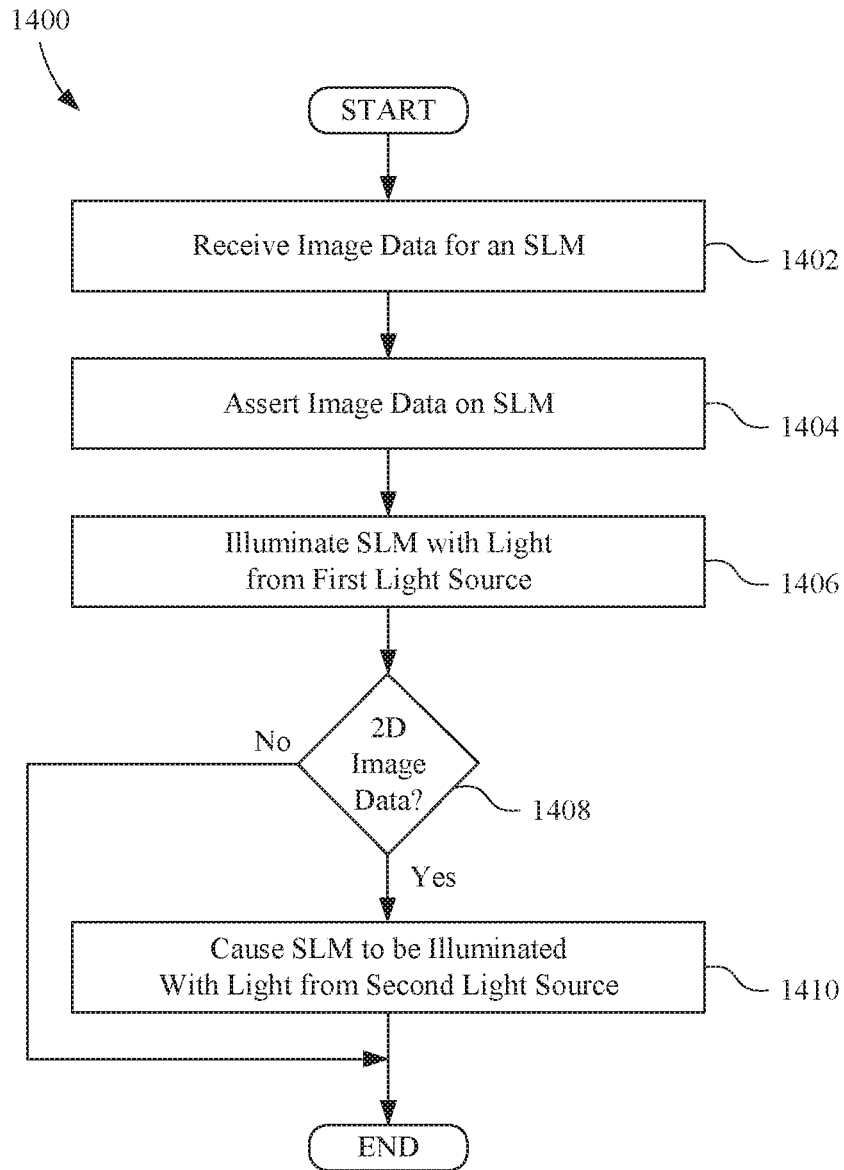 1400
START
Receive Image Data for an SLM
1402
Assert Image Data on SLM
1404
Illuminate SLM with Light
from First Light Source
1406
2D
Image
Data?
No
1408
Yes
Cause SLM to be Illuminated
With Light from Second Light Source
1410
END